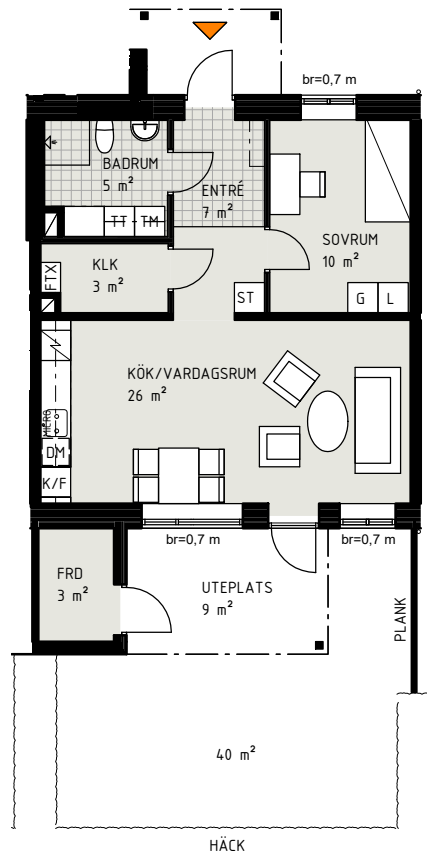 br=0,7 m
BADRUM
5 m²
ENTRÉ
7 m²
TT
TM
SOVRUM
10 m²
KLK
3 m²
FTX
ST
G
L
KÖK/VARDAGSRUM
26 m²
MICRO
DM
K/F
br=0,7 m
br=0,7 m
FRD
3 m²
UTEPLATS
9 m²
PLANK
40 m²
HÄCK